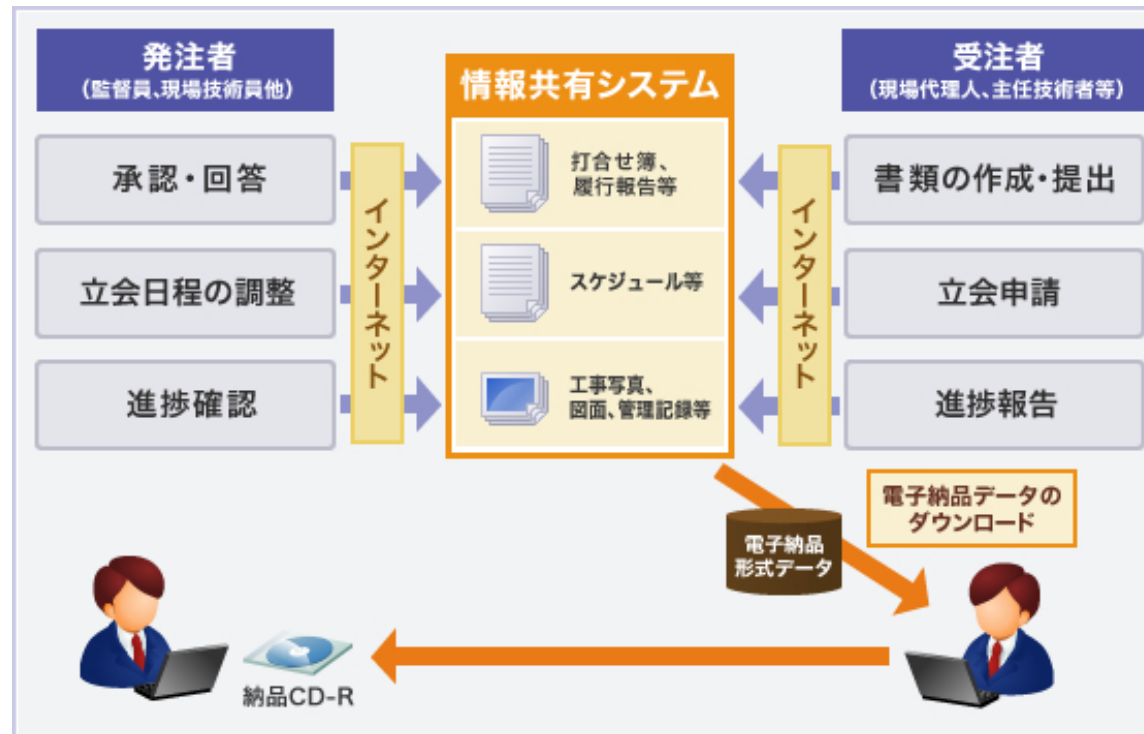 発注者
（監督員、現場技術員他）
承認・回答
立会日程の調整
進捗確認
インターネット
情報共有システム
打合せ簿、
履行報告等
スケジュール等
工事写真、
図面、管理記録等
インターネット
受注者
（現場代理人、主任技術者等）
書類の作成・提出
立会申請
進捗報告
電子納品データの
ダウンロード
電子納品
形式データ
納品CD-R